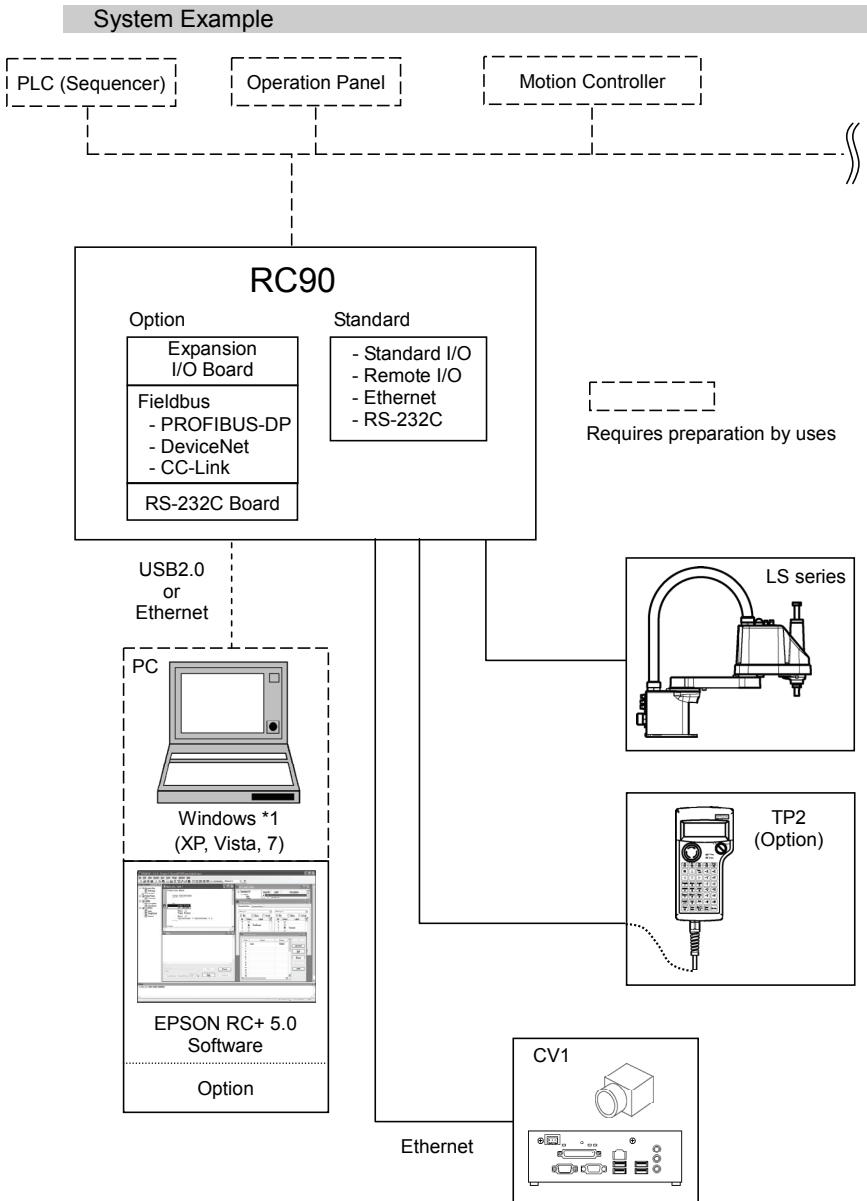 System Example
PLC (Sequencer)
Operation Panel
Motion Controller
RC90
Option
Expansion
I/O Board
Fieldbus
- PROFIBUS-DP
- DeviceNet
- CC-Link
RS-232C Board
Standard
- Standard I/O
- Remote I/O
- Ethernet
- RS-232C
Requires preparation by uses
USB2.0
or
Ethernet
PC
Windows *1
(XP, Vista, 7)
EPSON RC+ 5.0
Software
Option
LS series
TP2
(Option)
CV1
Ethernet